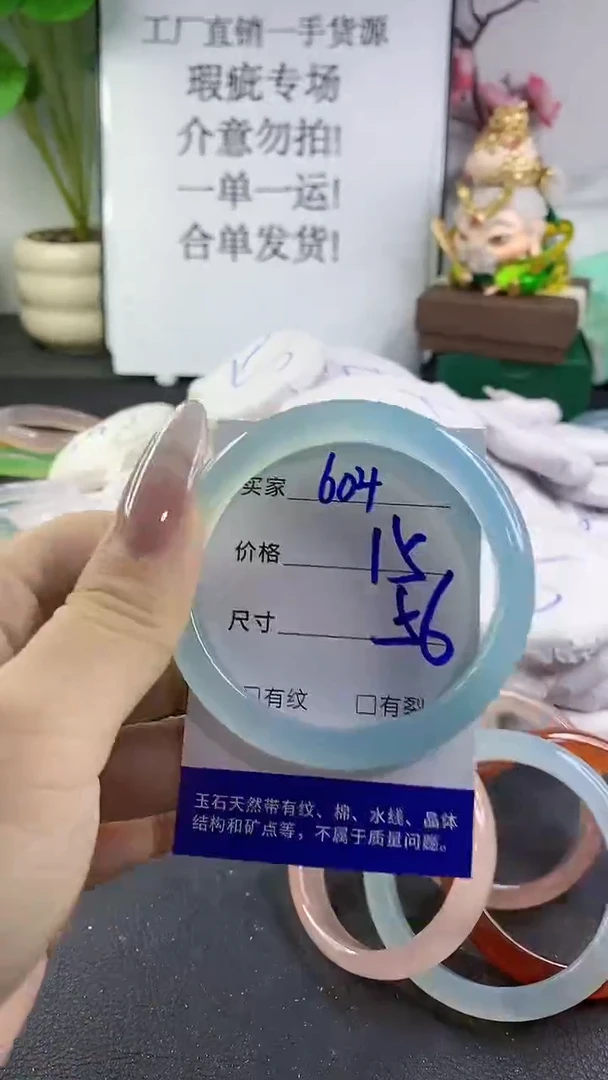 工厂直销一手货源
瑕疵专场
介意勿拍!
一单一运!
合单发货!
买家 604
价格 15
尺寸 56
□有纹 □有裂
玉石天然带有纹、棉、水线、晶体
结构和矿点等，不属于质量问题。